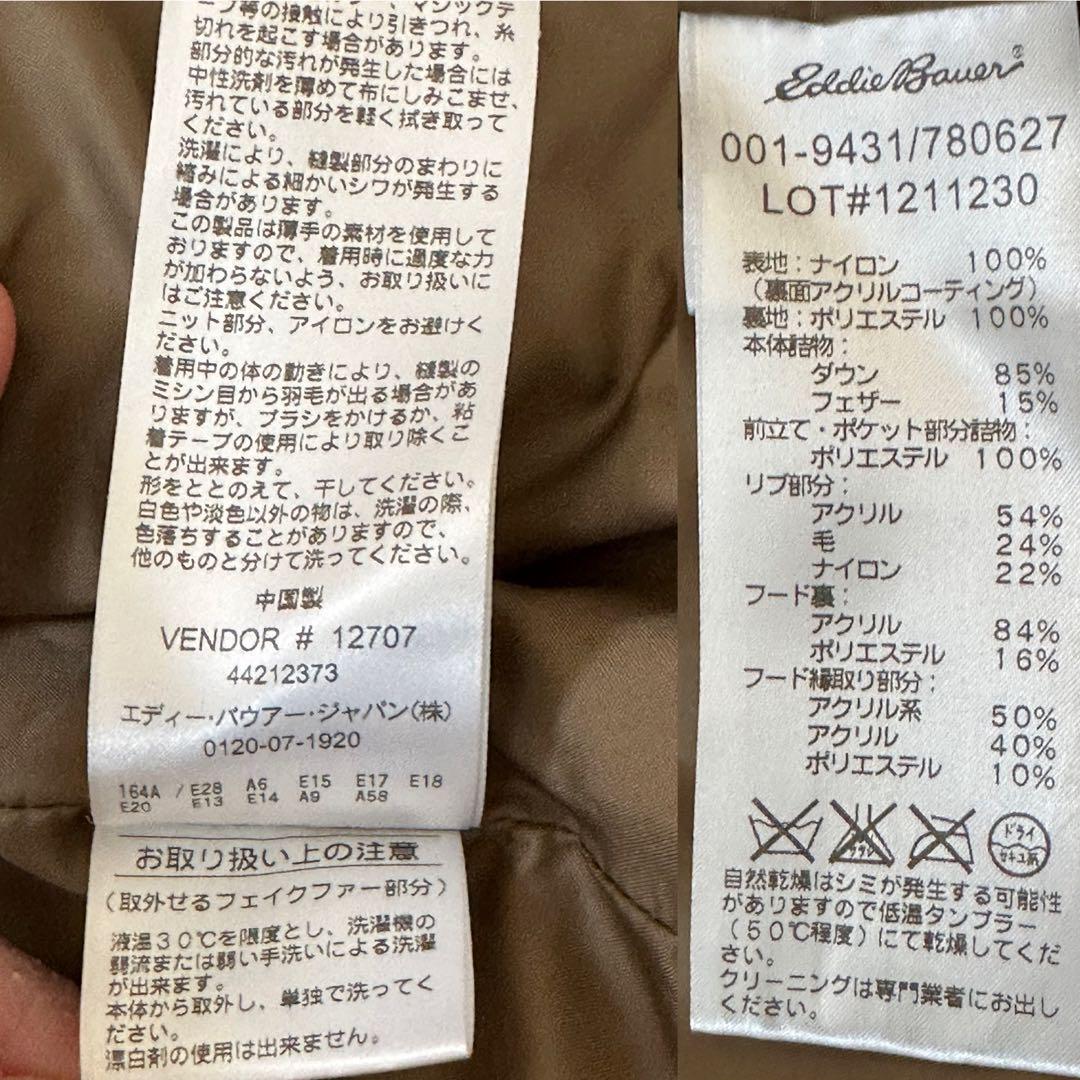 マジックテ
ープ等の接触により引きつれ、糸
切れを起こす場合があります。
部分的な汚れが発生した場合には
中性洗剤を薄めて布にしみこませ、
汚れている部分を軽く拭き取って
ください。
洗濯により、縫製部分のまわりに
縮みによる細かいシワが発生する
場合があります。
この製品は薄手の素材を使用して
おりますので、着用時に過度な力
が加わらないよう、お取り扱いに
はご注意ください。
ニット部分、アイロンをお避けく
ださい。
着用中の体の動きにより、縫製の
ミシン目から羽毛が出る場合があ
りますが、ブラシをかけるか、粘
着テープの使用により取り除くこ
とが出来ます。
形をととのえて、干してください。
白色や淡色以外の物は、洗濯の際、
色落ちすることがありますので、
他のものと分けて洗ってください。
中国製
VENDOR # 12707
44212373
エディー・バウアー・ジャパン(株)
0120-07-1920
164A / E28 A6 E15 E17 E18
E20 E13 E14 A9 A58
お取り扱い上の注意
(取外せるフェイクファー部分)
液温30℃を限度とし、洗濯機の
弱流または弱い手洗いによる洗濯
が出来ます。
本体から取外し、単独で洗ってく
ださい。
漂白剤の使用は出来ません。
Eddie Bauer®
001-9431/780627
LOT#1211230
表地:ナイロン 100%
(裏面アクリルコーティング)
裏地:ポリエステル 100%
本体詰物:
ダウン 85%
フェザー 15%
前立て・ポケット部分詰物:
ポリエステル 100%
リブ部分:
アクリル 54%
毛 24%
ナイロン 22%
フード裏:
アクリル 84%
ポリエステル 16%
フード縁取り部分:
アクリル系 50%
アクリル 40%
ポリエステル 10%
エンソサラシ
ドライ
セキユ系
自然乾燥はシミが発生する可能性
がありますので低温タンブラー
(50℃程度)にて乾燥してくだ
さい。
クリーニングは専門業者にお出し
ください。